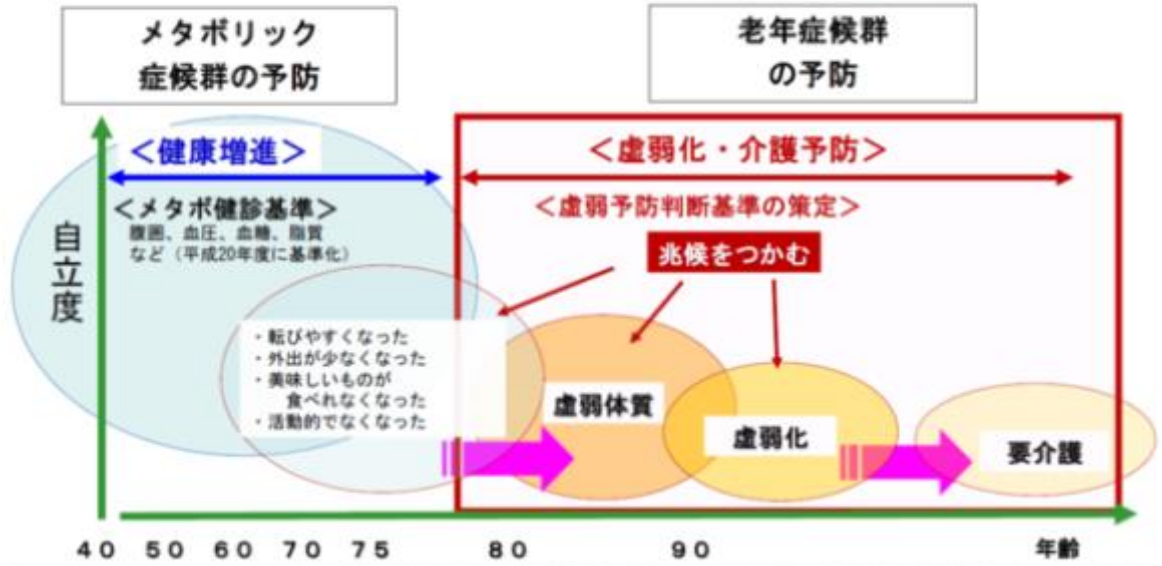 メタボリック
症候群の予防
老年症候群
の予防
＜健康増進＞
＜虚弱化・介護予防＞
＜メタボ健診基準＞
腹囲、血圧、血糖、脂質
など（平成20年度に基準化）
＜虚弱予防判断基準の策定＞
兆候をつかむ
自立度
・転びやすくなった
・外出が少なくなった
・美味しいものが
食べれなくなった
・活動的でなくなった
虚弱体質
虚弱化
要介護
40 50 60 70 75 80 90 年齢